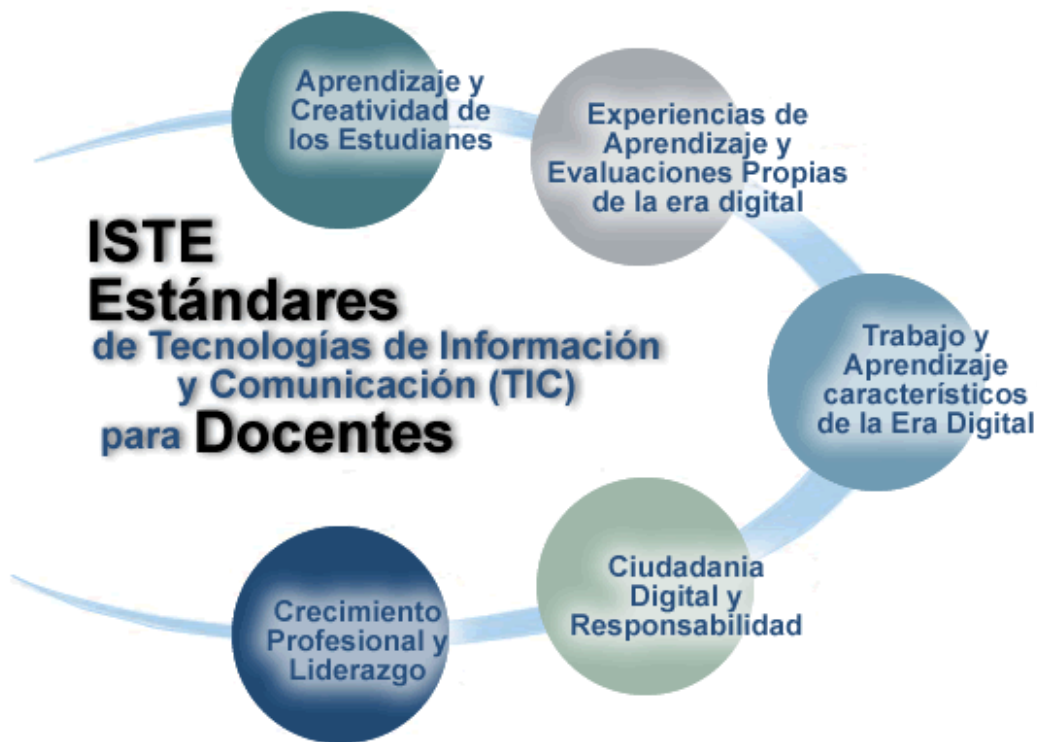 Aprendizaje y
Creatividad de
los Estudianes
Experiencias de
Aprendizaje y
Evaluaciones Propias
de la era digital
ISTE
Estándares
de Tecnologías de Información
y Comunicación (TIC)
para Docentes
Trabajo y
Aprendizaje
característicos
de la Era Digital
Ciudadania
Digital y
Responsabilidad
Crecimiento
Profesional y
Liderazgo